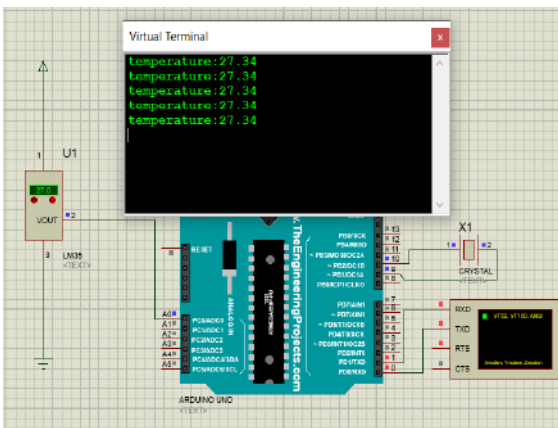 Virtual Terminal
temperature:27.34
temperature:27.34
temperature:27.34
temperature:27.34
temperature:27.34
1
U1
27.0
VOUT
2
3
LM35
<TEXT>
RESET
ANALOG IN
A0
A1
A2
A3
A4
A5
PC0/ADC0
PC1/ADC1
PC2/ADC2
PC3/ADC3
PC4/ADC4/SDA
PC5/ADC5/SCL
www.TheEngineeringProjects.com
PB5/SCK
PB4/MISO
~ PB3/MOSI/OC2A
~ PB2/OC1B
~ PB1/OC1A
PB0/ICP1/CLKO
13
12
11
10
9
8
PD7/AIN1
~ PD6/AIN0
~ PD5/T1
PD4/T0/XCK
PD2/INT0
PD1/TXD
PD0/RXD
7
6
5
4
3
2
1
0
ARDUINO UNO
<TEXT>
X1
1
2
CRYSTAL
<TEXT>
RXD
TXD
RTS
CTS